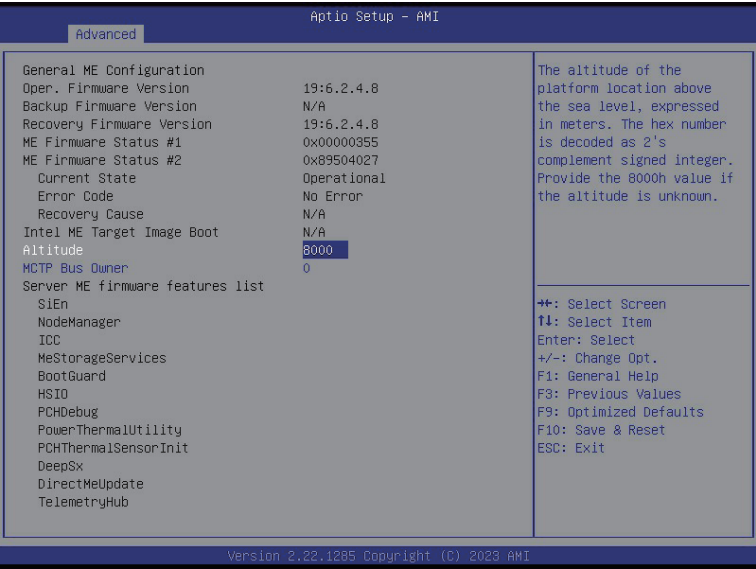 Aptio Setup – AMI
Advanced
General ME Configuration
Oper. Firmware Version 19:6.2.4.8
Backup Firmware Version N/A
Recovery Firmware Version 19:6.2.4.8
ME Firmware Status #1 0x00000355
ME Firmware Status #2 0x89504027
Current State Operational
Error Code No Error
Recovery Cause N/A
Intel ME Target Image Boot N/A
Altitude 8000
MCTP Bus Owner 0
Server ME firmware features list
SiEn
NodeManager
ICC
MeStorageServices
BootGuard
HSIO
PCHDebug
PowerThermalUtility
PCHThermalSensorInit
DeepSx
DirectMeUpdate
TelemetryHub
The altitude of the
platform location above
the sea level, expressed
in meters. The hex number
is decoded as 2's
complement signed integer.
Provide the 8000h value if
the altitude is unknown.
→←: Select Screen
↑↓: Select Item
Enter: Select
+/-: Change Opt.
F1: General Help
F3: Previous Values
F9: Optimized Defaults
F10: Save & Reset
ESC: Exit
Version 2.22.1285 Copyright (C) 2023 AMI